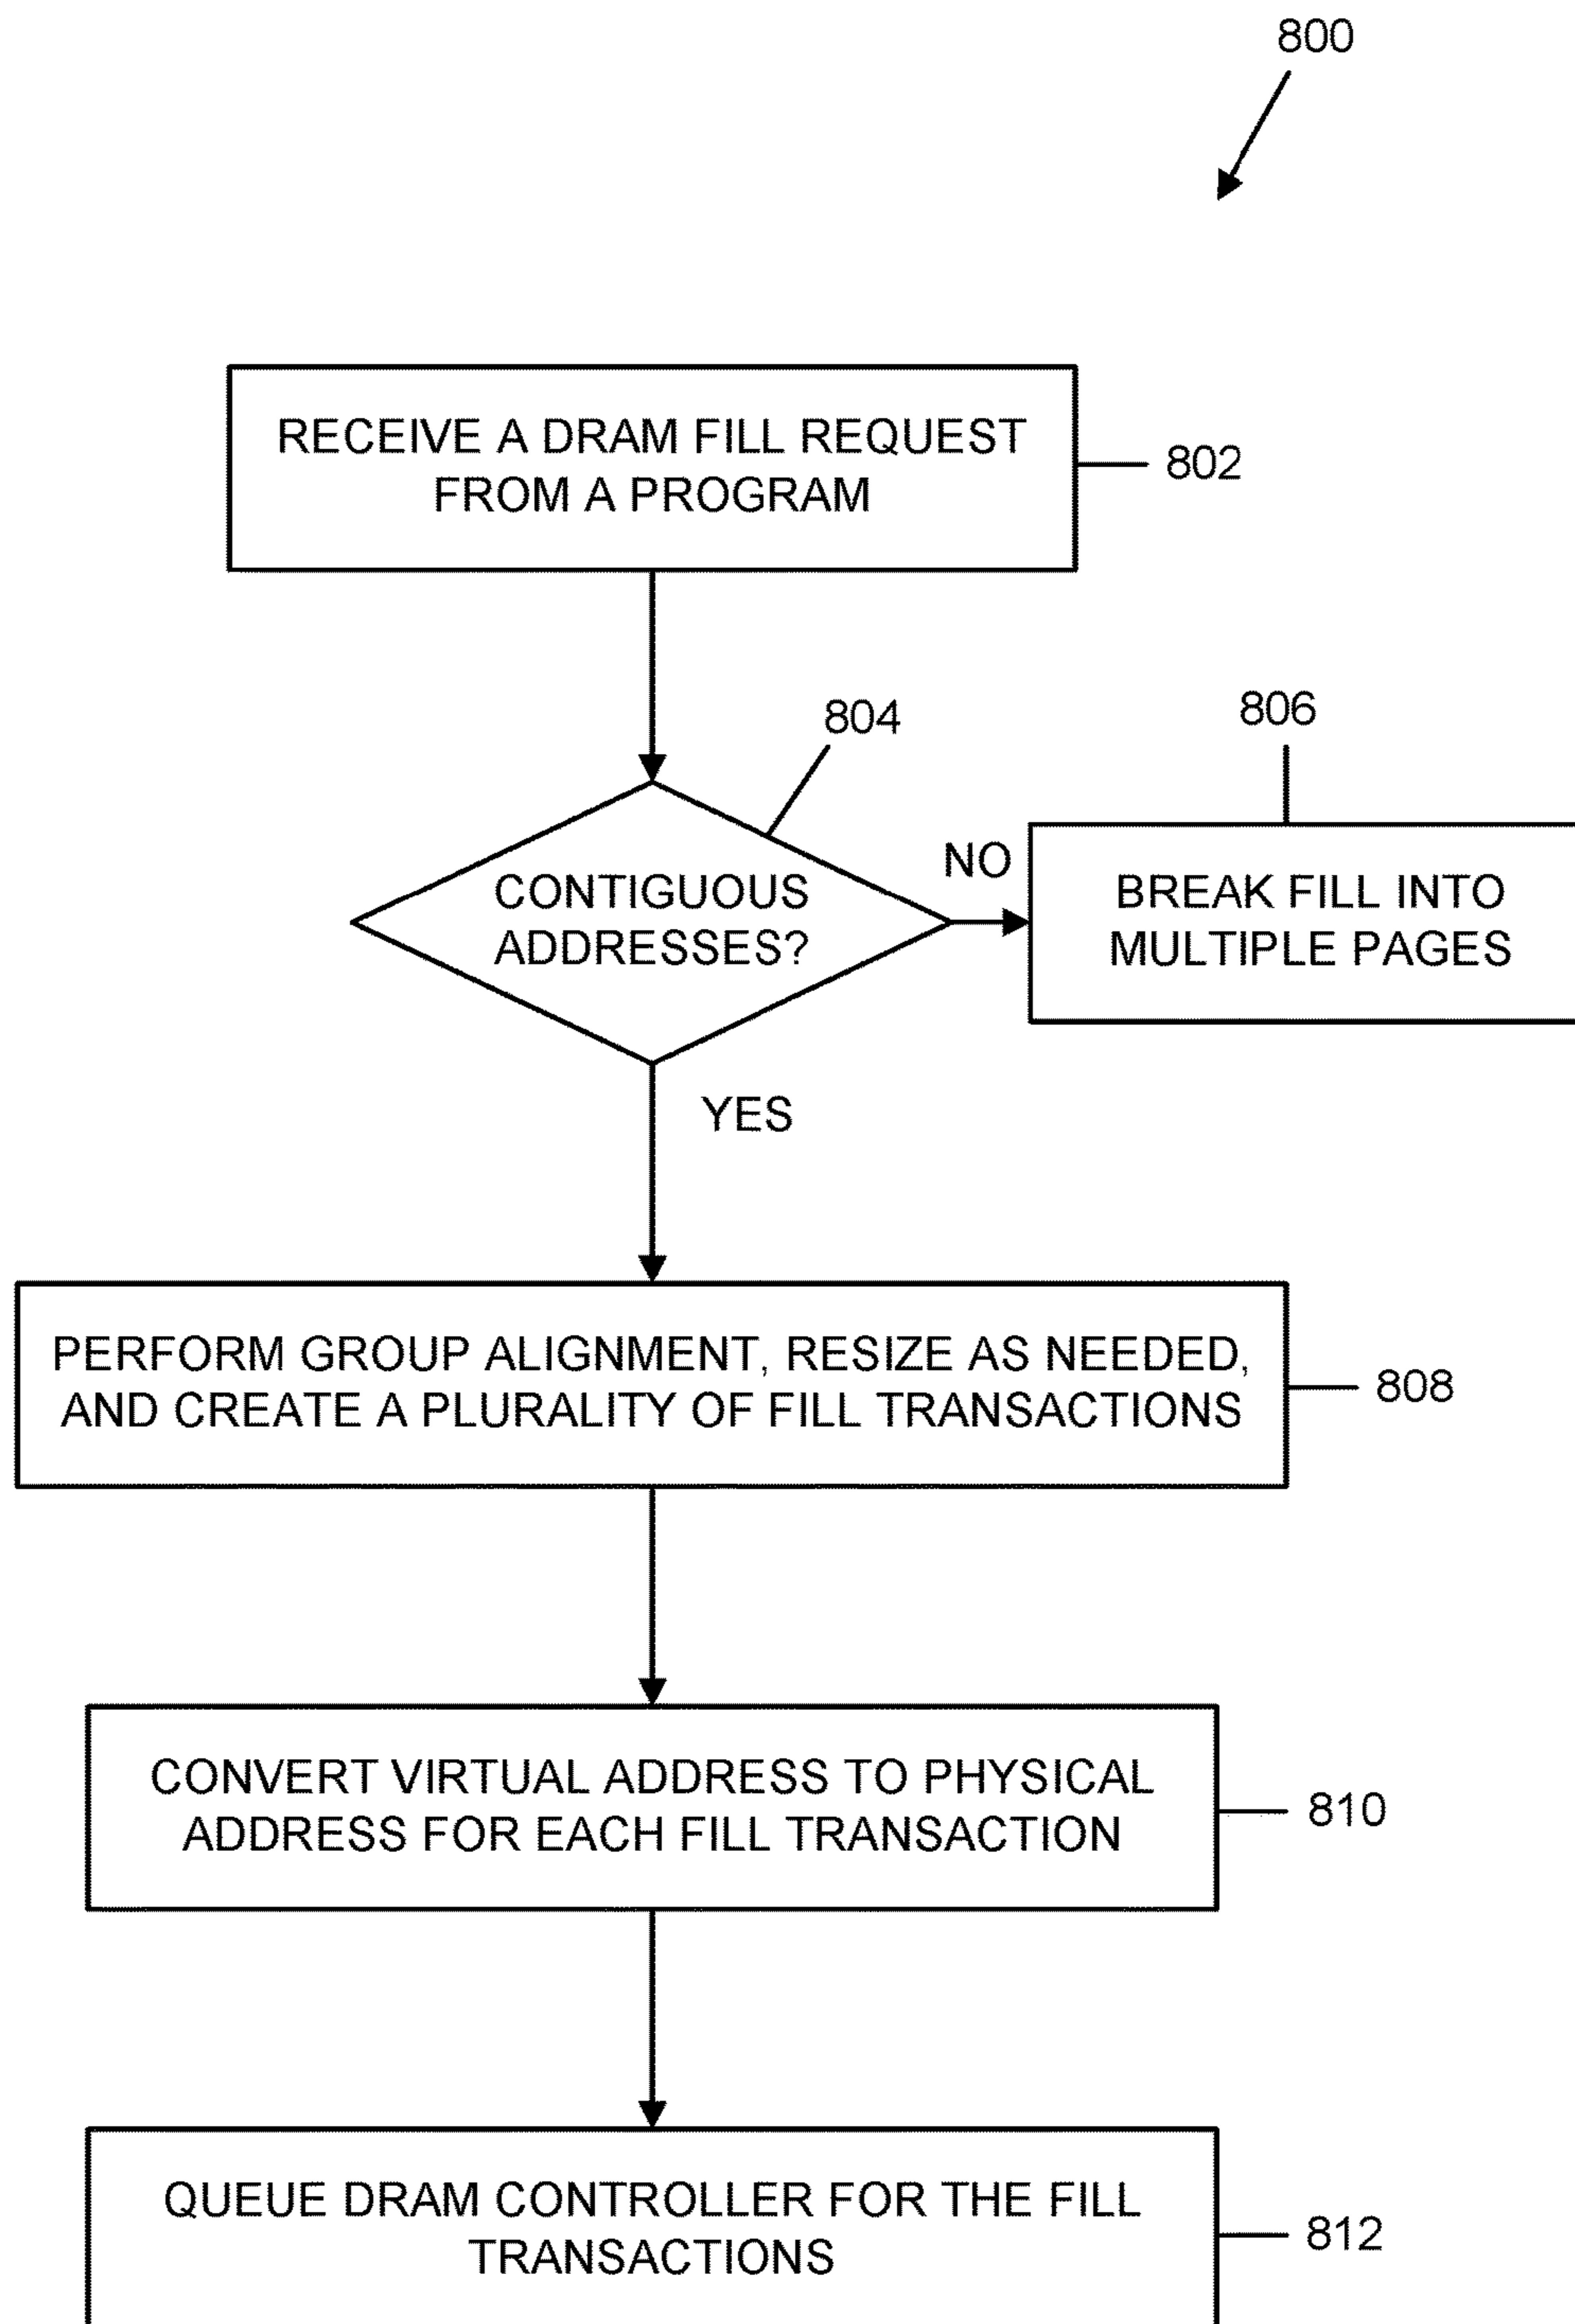 800
RECEIVE A DRAM FILL REQUEST
FROM A PROGRAM
802
804
806
CONTIGUOUS
ADDRESSES?
NO
BREAK FILL INTO
MULTIPLE PAGES
YES
PERFORM GROUP ALIGNMENT, RESIZE AS NEEDED,
AND CREATE A PLURALITY OF FILL TRANSACTIONS
808
CONVERT VIRTUAL ADDRESS TO PHYSICAL
ADDRESS FOR EACH FILL TRANSACTION
810
QUEUE DRAM CONTROLLER FOR THE FILL
TRANSACTIONS
812